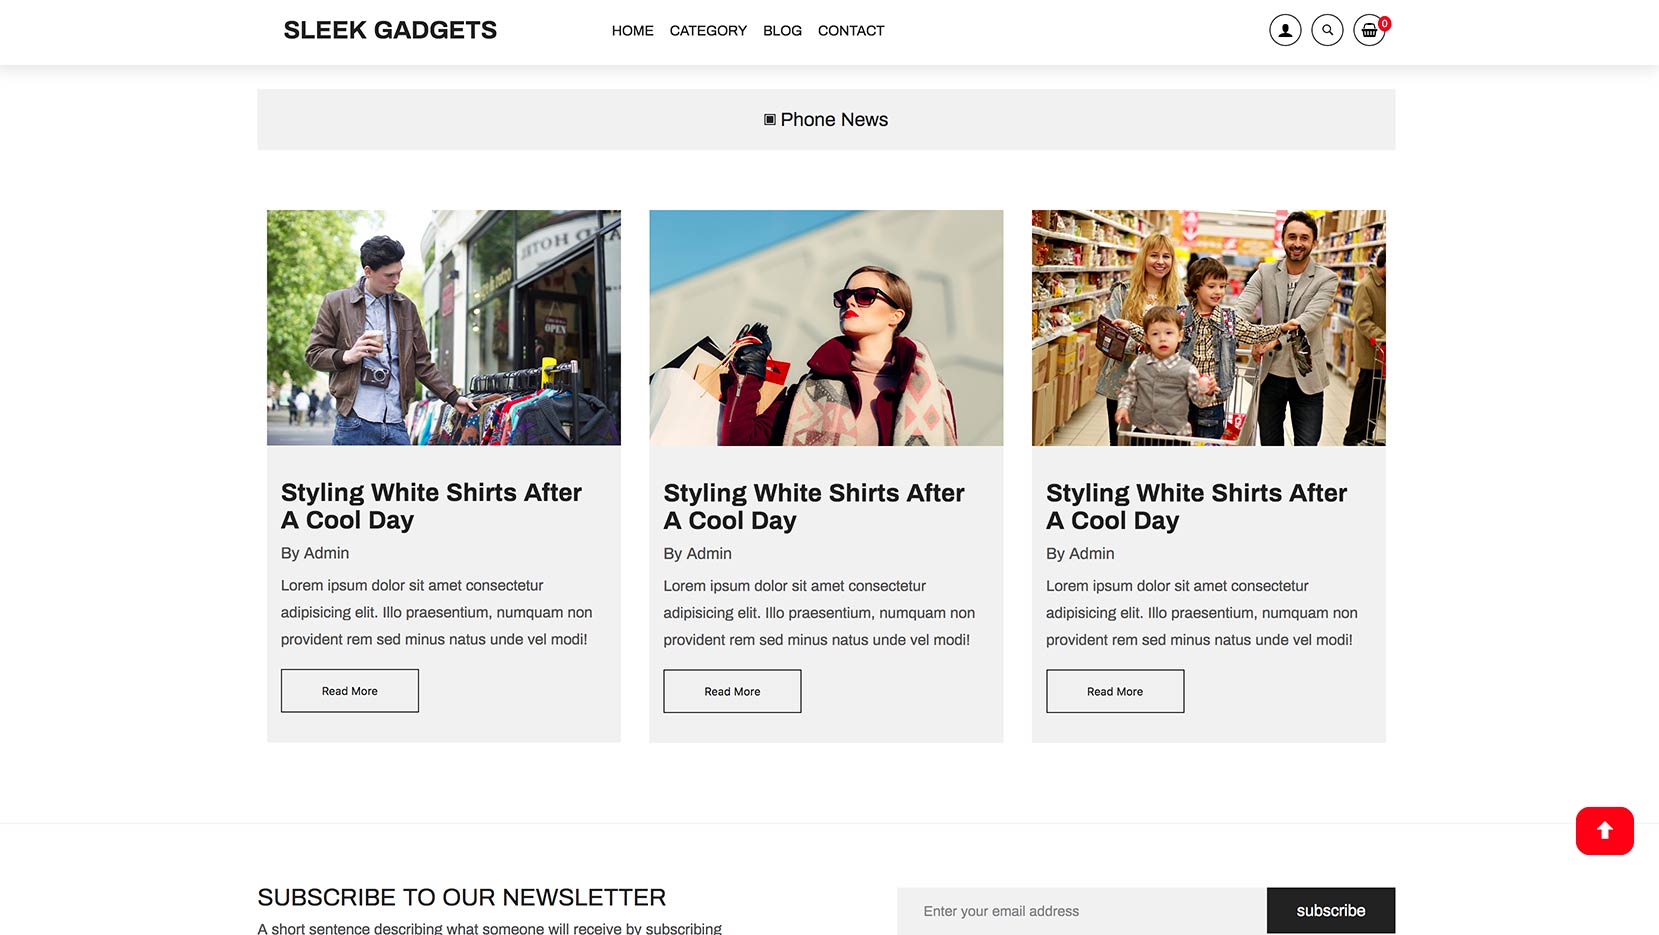 SLEEK GADGETS
HOME CATEGORY BLOG CONTACT
0
Phone News
OPEN
Styling White Shirts After
A Cool Day
By Admin
Lorem ipsum dolor sit amet consectetur
adipisicing elit. Illo praesentium, numquam non
provident rem sed minus natus unde vel modi!
Read More
Styling White Shirts After
A Cool Day
By Admin
Lorem ipsum dolor sit amet consectetur
adipisicing elit. Illo praesentium, numquam non
provident rem sed minus natus unde vel modi!
Read More
Styling White Shirts After
A Cool Day
By Admin
Lorem ipsum dolor sit amet consectetur
adipisicing elit. Illo praesentium, numquam non
provident rem sed minus natus unde vel modi!
Read More
SUBSCRIBE TO OUR NEWSLETTER
A short sentence describing what someone will receive by subscribing
Enter your email address
subscribe